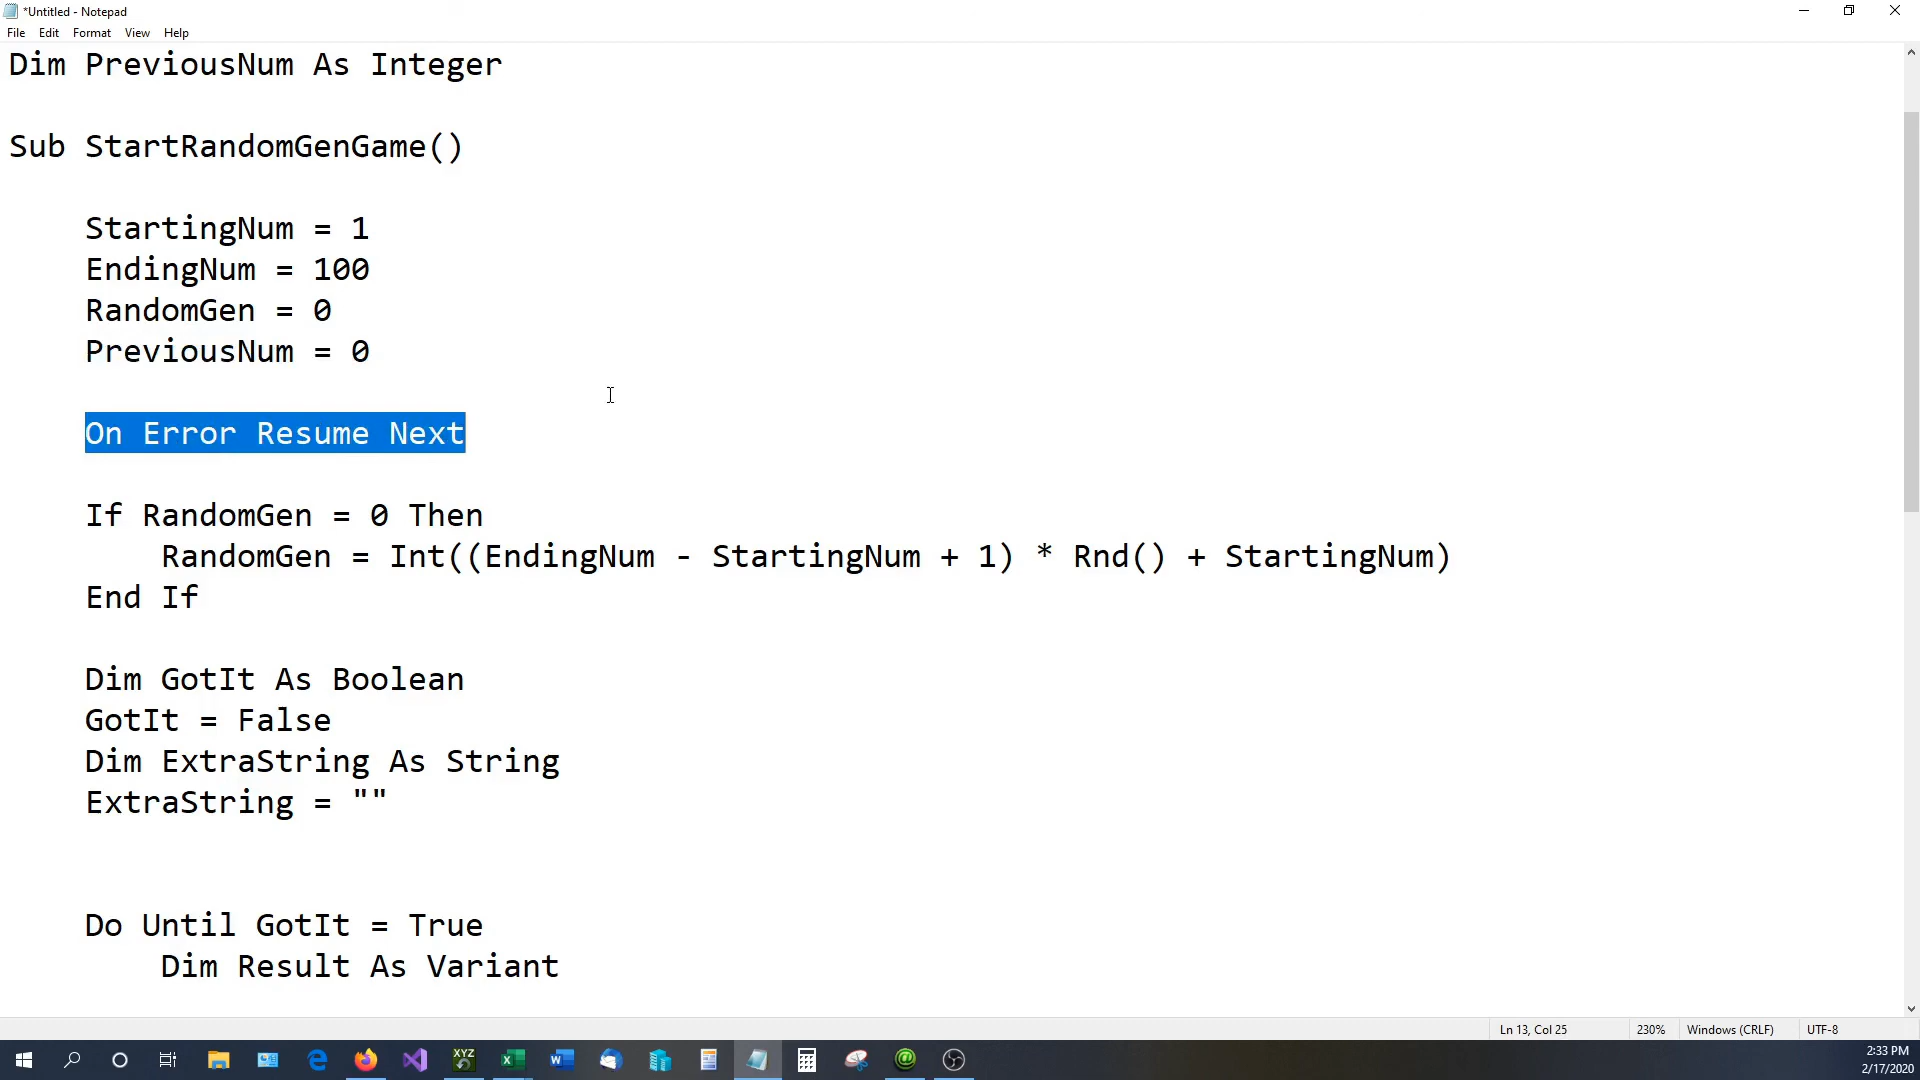 *Untitled - Notepad
File Edit Format View Help
Dim PreviousNum As Integer
Sub StartRandomGenGame()
StartingNum = 1
EndingNum = 100
RandomGen = 0
PreviousNum = 0
On Error Resume Next
If RandomGen = 0 Then
RandomGen = Int((EndingNum - StartingNum + 1) * Rnd() + StartingNum)
End If
Dim GotIt As Boolean
GotIt = False
Dim ExtraString As String
ExtraString = ""
Do Until GotIt = True
Dim Result As Variant
Ln 13, Col 25 230% Windows (CRLF) UTF-8
XYZ
2:33 PM
2/17/2020